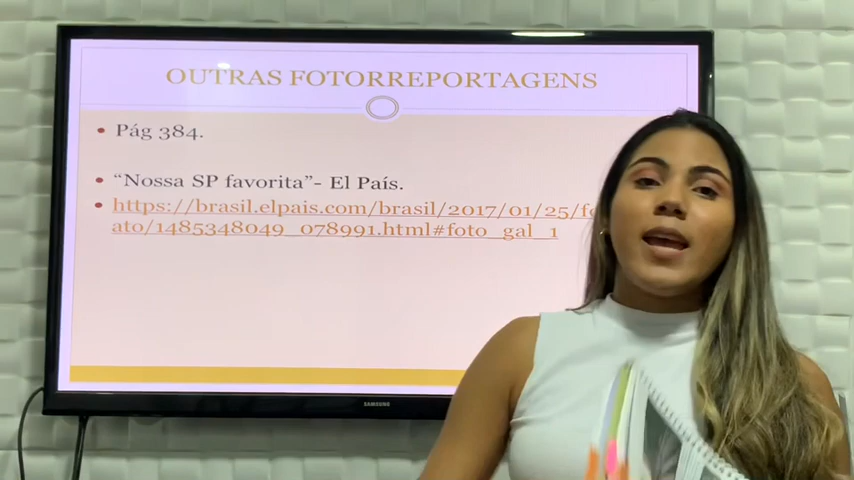 OUTRAS FOTORREPORTAGENS
• Pág 384.
• “Nossa SP favorita”- El País.
• https://brasil.elpais.com/brasil/2017/01/25/fo
ato/1485348049_078991.html#foto_gal_1
SAMSUNG